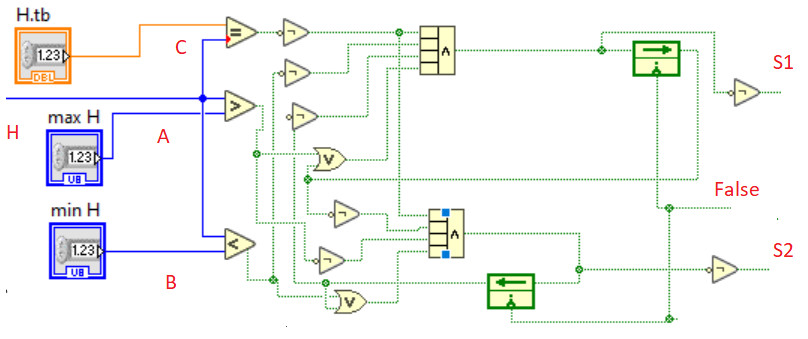 H.tb
1.23
DBL
C
=
¬
∧
S1
¬
¬
H
max H
1.23
U8
A
>
¬
V
False
min H
1.23
U8
B
<
¬
¬
∧
S2
¬
V